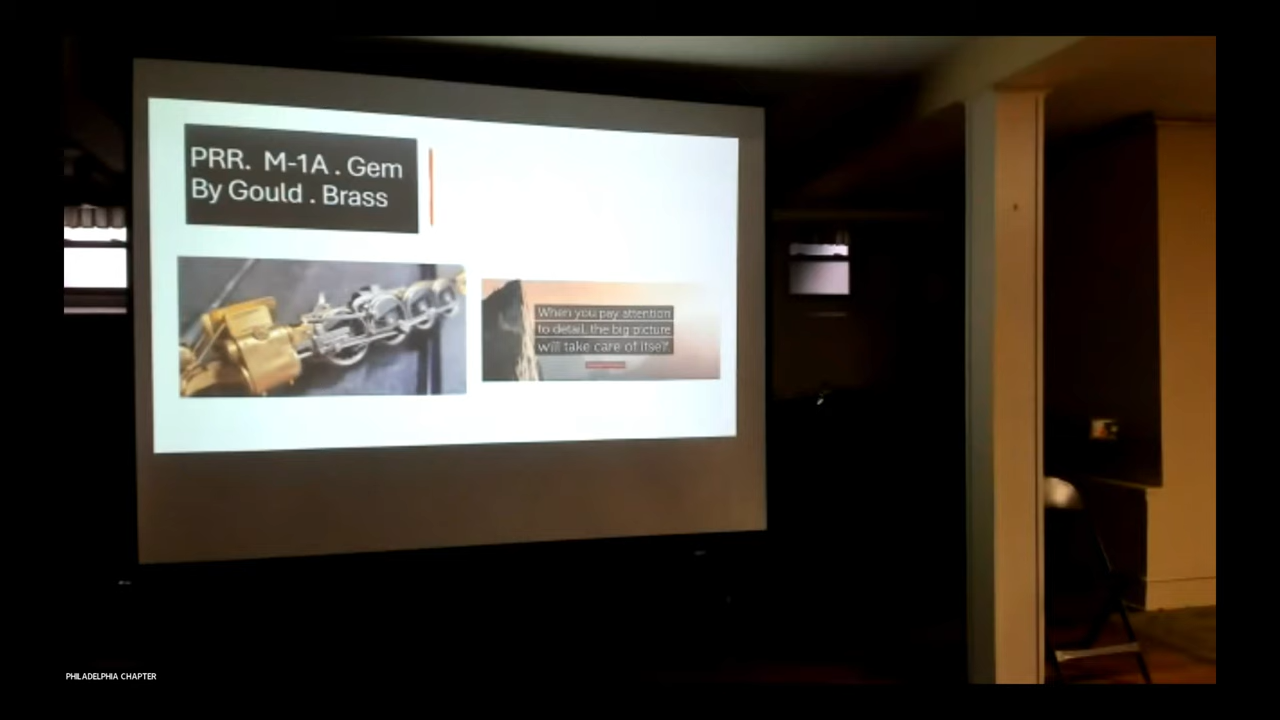 PRR. M-1A . Gem
By Gould . Brass
When you pay attention
to detail, the big picture
will take care of itself.
PHILADELPHIA CHAPTER